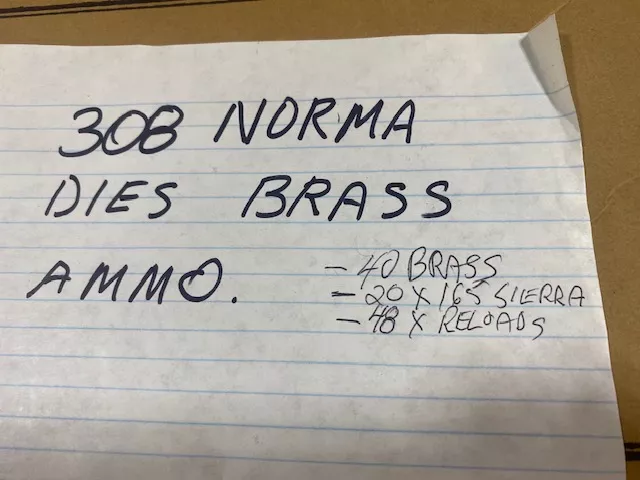 308 NORMA
DIES BRASS
AMMO.
- 40 BRASS
- 20 X 165 SIERRA
- 48 X RELOADS